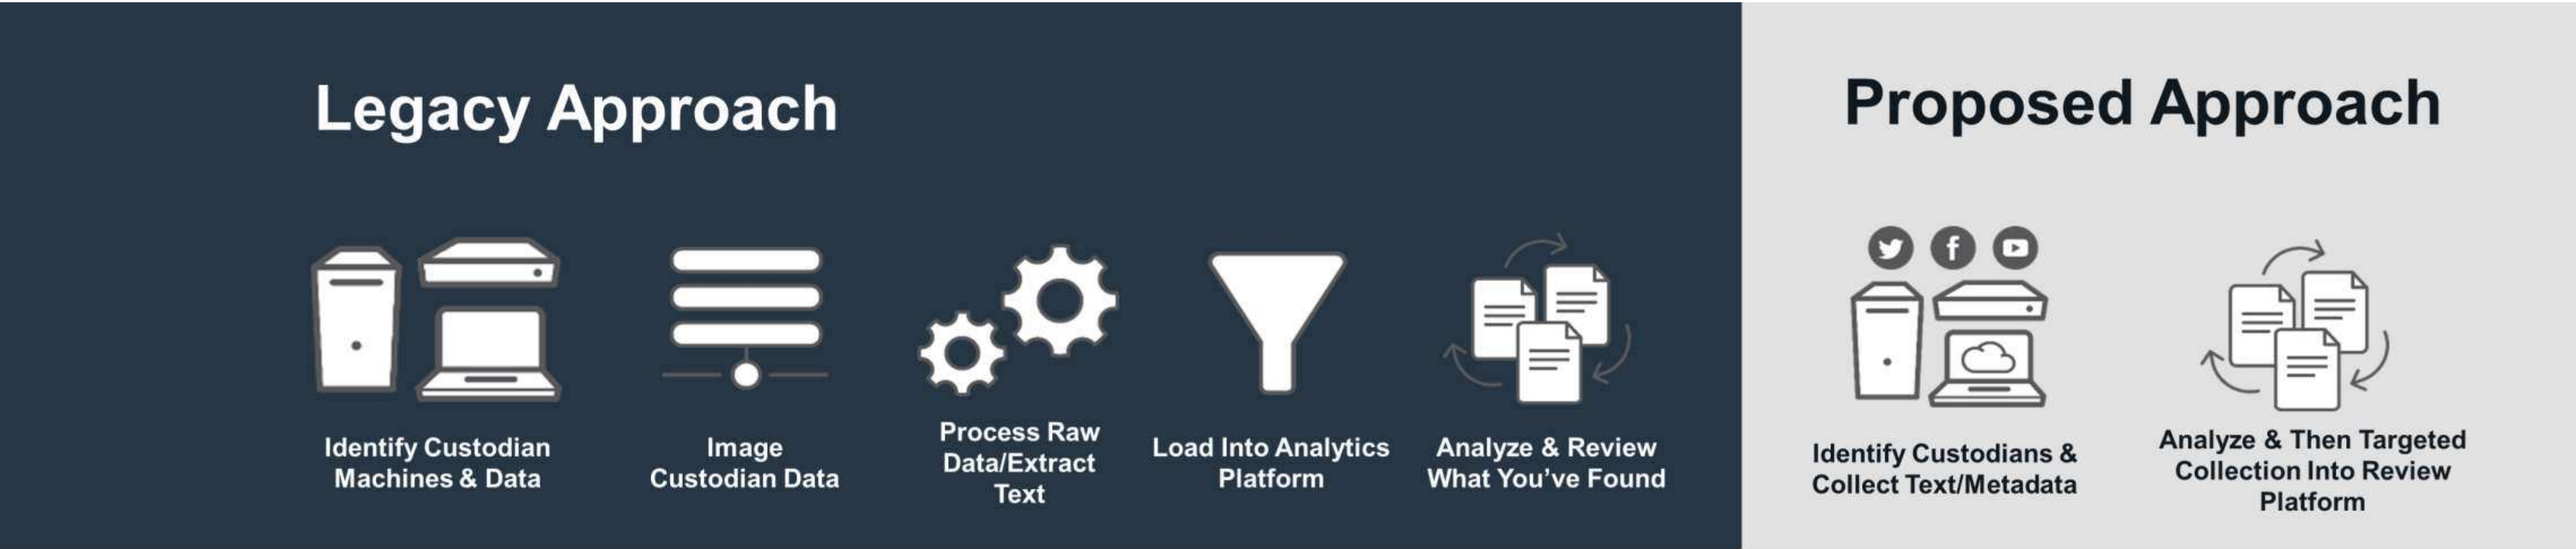 Legacy Approach
Identify Custodian
Machines & Data
Image
Custodian Data
Process Raw
Data/Extract
Text
Load Into Analytics
Platform
Analyze & Review
What You've Found
Proposed Approach
Identify Custodians &
Collect Text/Metadata
Analyze & Then Targeted
Collection Into Review
Platform